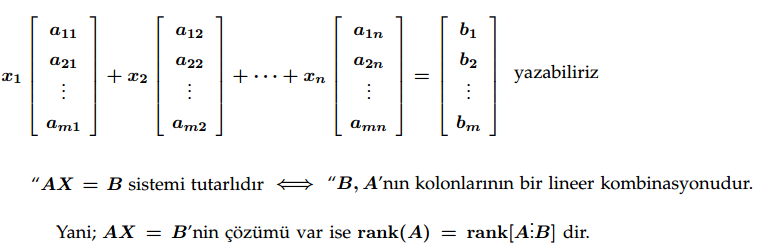 x₁ [a₁₁ a₂₁ ⋮ aₘ₁] + x₂ [a₁₂ a₂₂ ⋮ aₘ₂] + ··· + xₙ [a₁ₙ a₂ₙ ⋮ aₘₙ] = [b₁ b₂ ⋮ bₘ] yazabiliriz
“AX = B sistemi tutarlıdır ⟺ “B, A’nın kolonlarının bir lineer kombinasyonudur.
Yani; AX = B’nin çözümü var ise rank(A) = rank[A⋮B] dir.